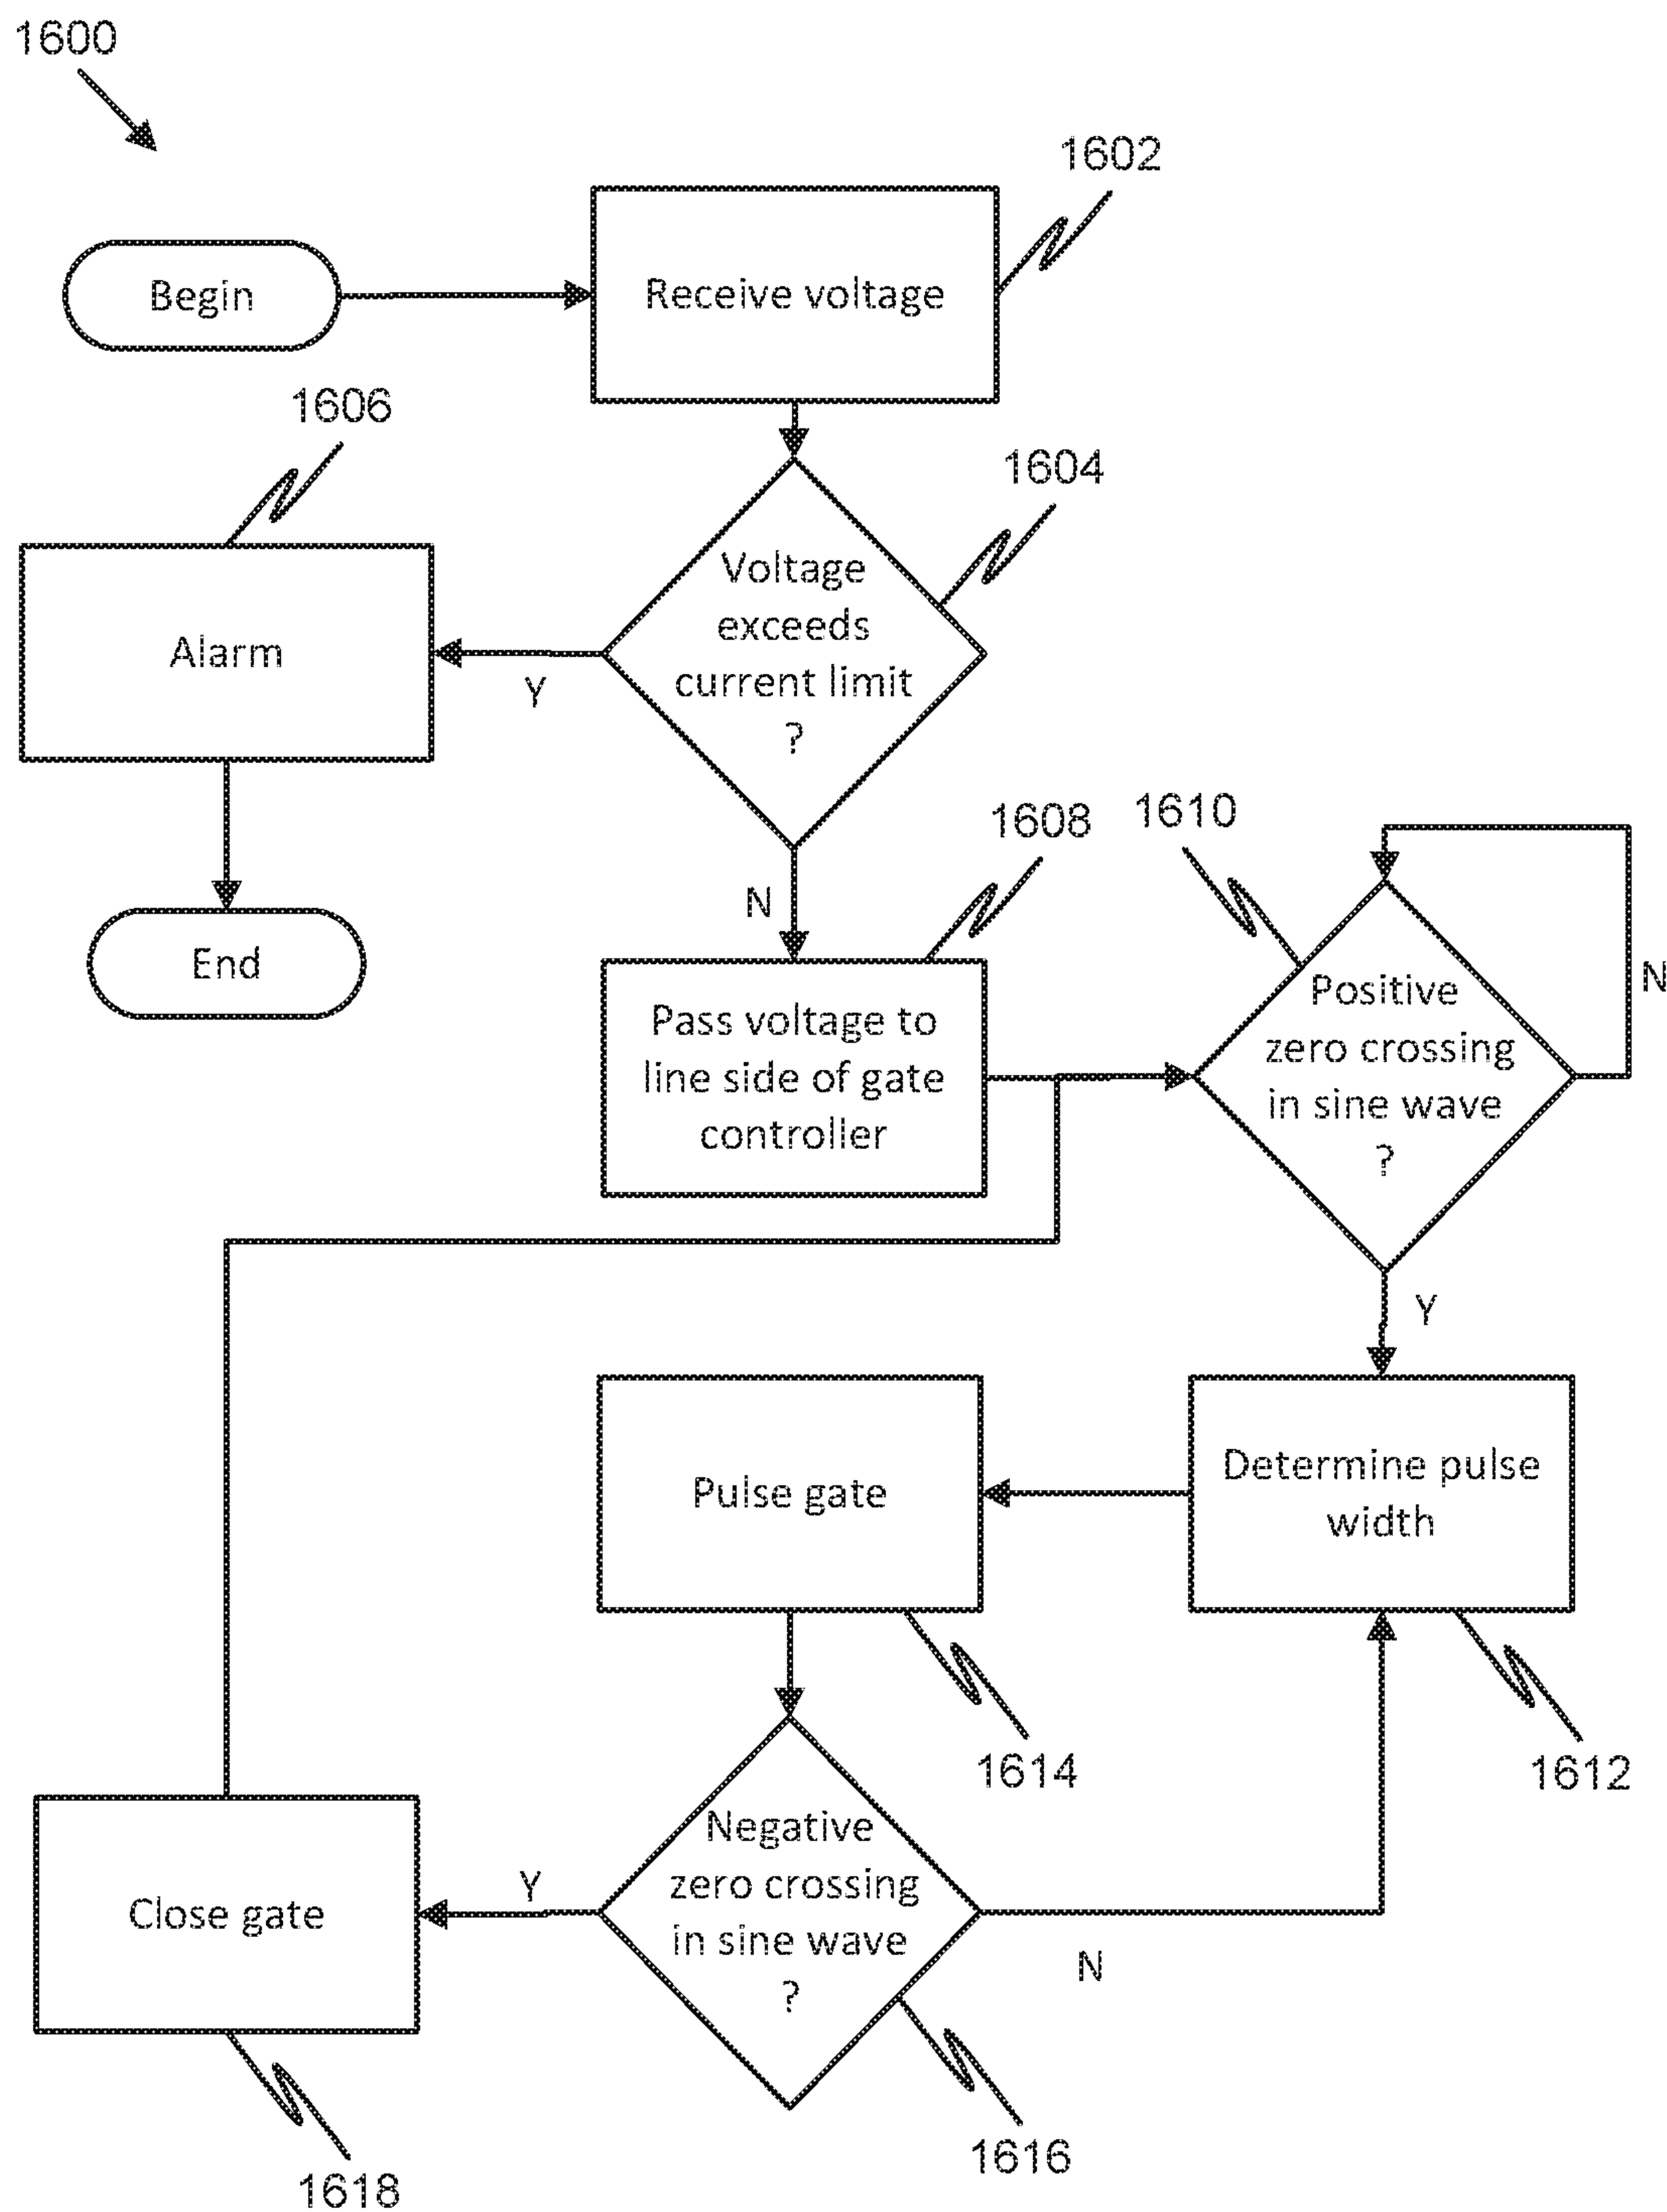 1600
1602
Begin
Receive voltage
1606
1604
Voltage
exceeds
current limit
?
Alarm
Y
N
1608
1610
End
Pass voltage to
line side of gate
controller
Positive
zero crossing
in sine wave
?
N
Y
Pulse gate
Determine pulse
width
1614
1612
Negative
zero crossing
in sine wave
?
Y
Close gate
N
1616
1618